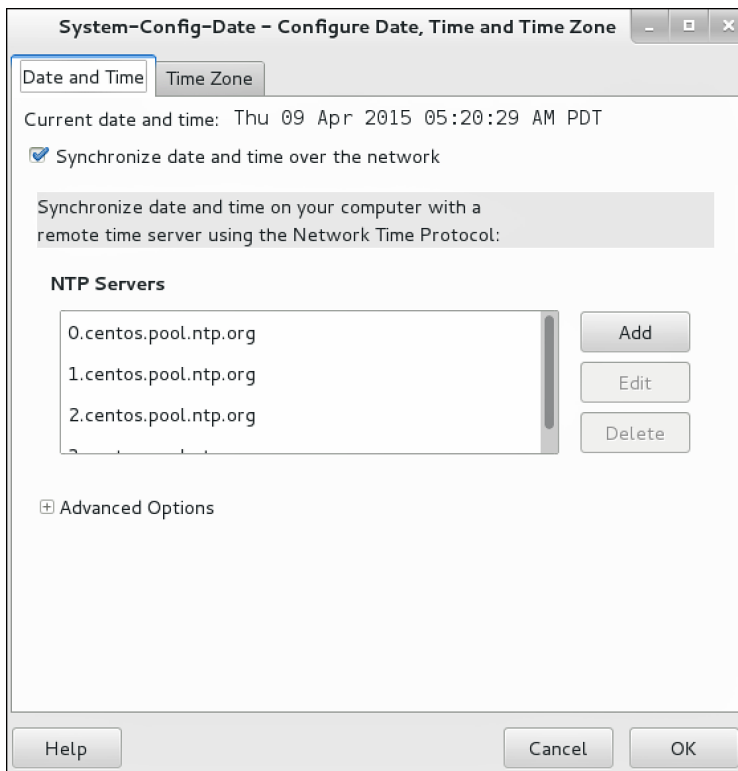 System-Config-Date – Configure Date, Time and Time Zone
Date and Time
Time Zone
Current date and time: Thu 09 Apr 2015 05:20:29 AM PDT
Synchronize date and time over the network
Synchronize date and time on your computer with a
remote time server using the Network Time Protocol:
NTP Servers
0.centos.pool.ntp.org
1.centos.pool.ntp.org
2.centos.pool.ntp.org
Add
Edit
Delete
Advanced Options
Help
Cancel
OK